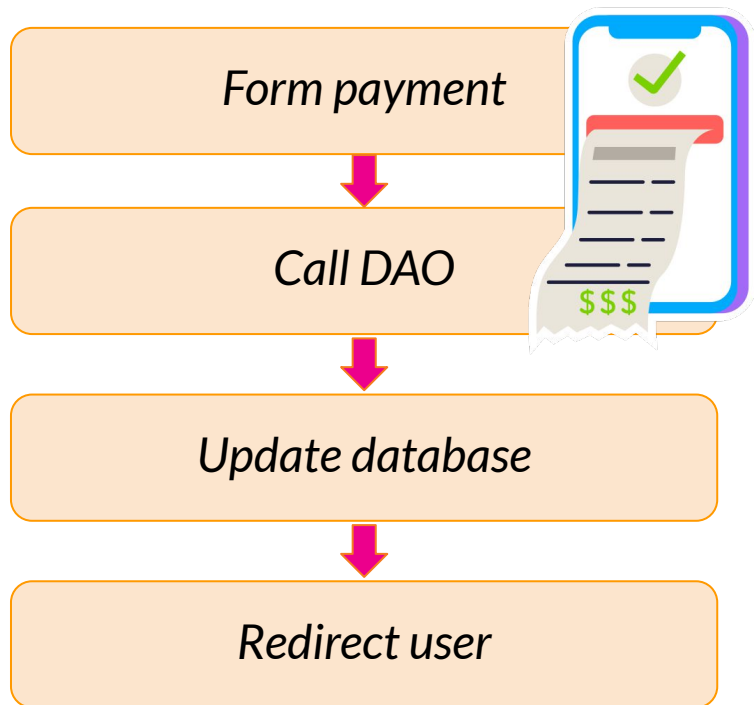 Form payment
Call DAO
$$$
Update database
Redirect user